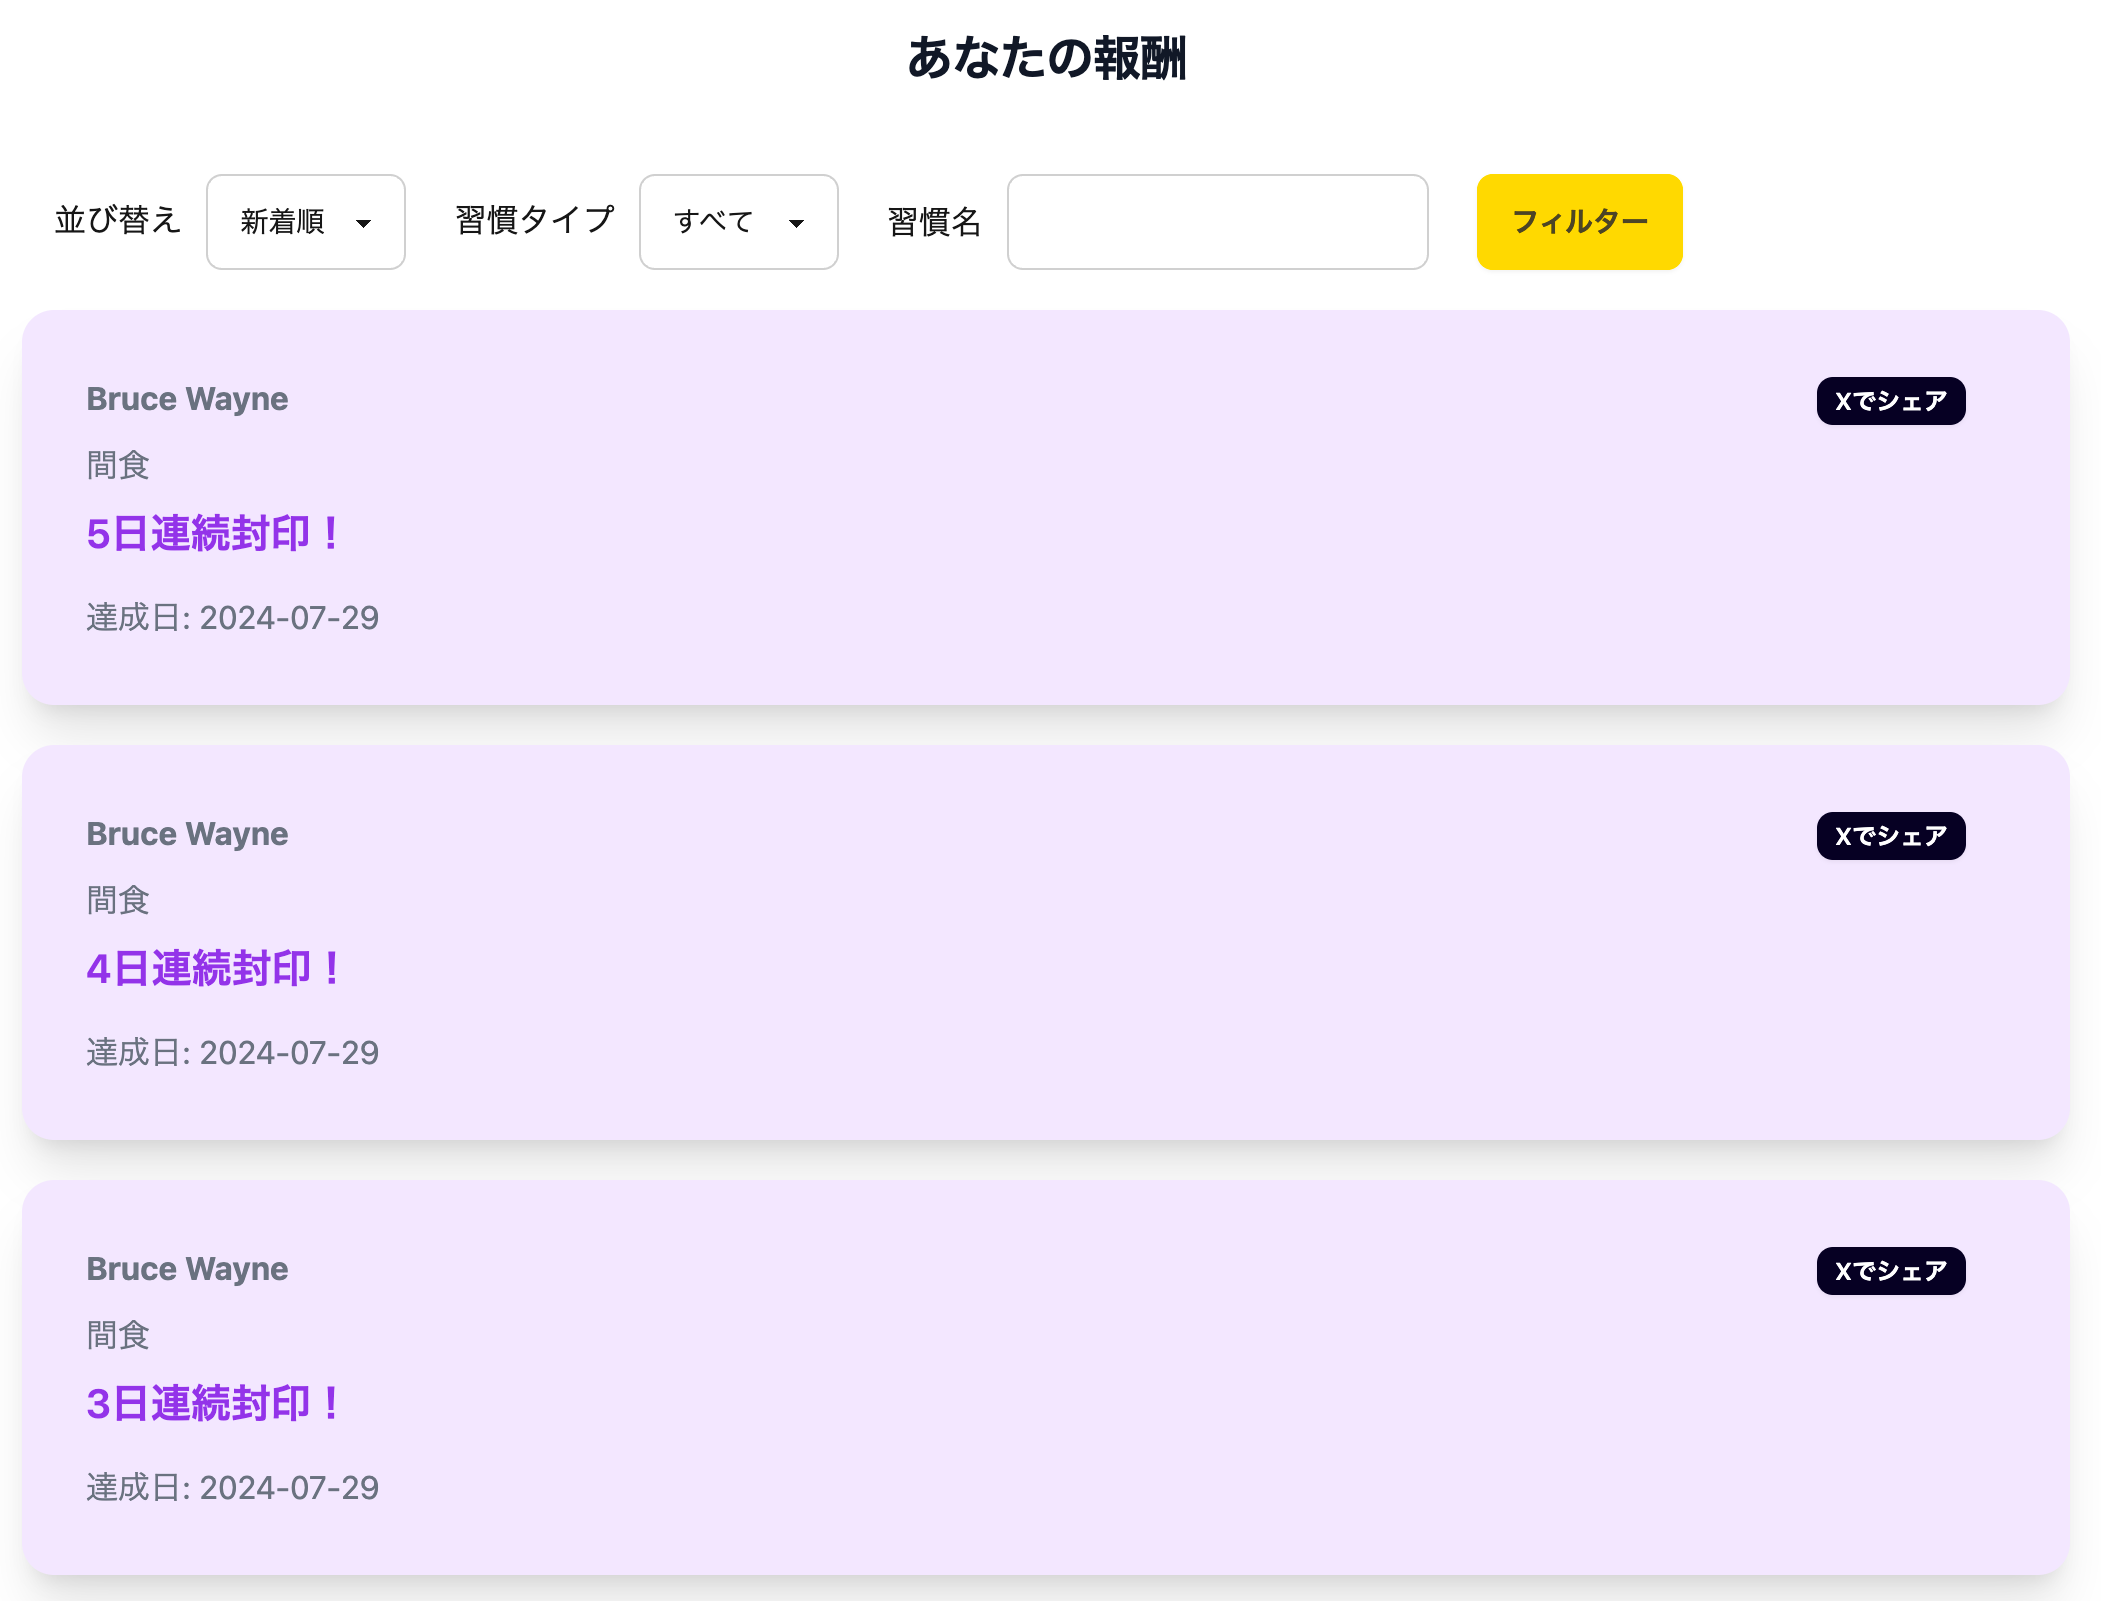 あなたの報酬
並び替え 新着順 習慣タイプ すべて 習慣名 フィルター
Bruce Wayne Xでシェア
間食
5日連続封印！
達成日: 2024-07-29
Bruce Wayne Xでシェア
間食
4日連続封印！
達成日: 2024-07-29
Bruce Wayne Xでシェア
間食
3日連続封印！
達成日: 2024-07-29